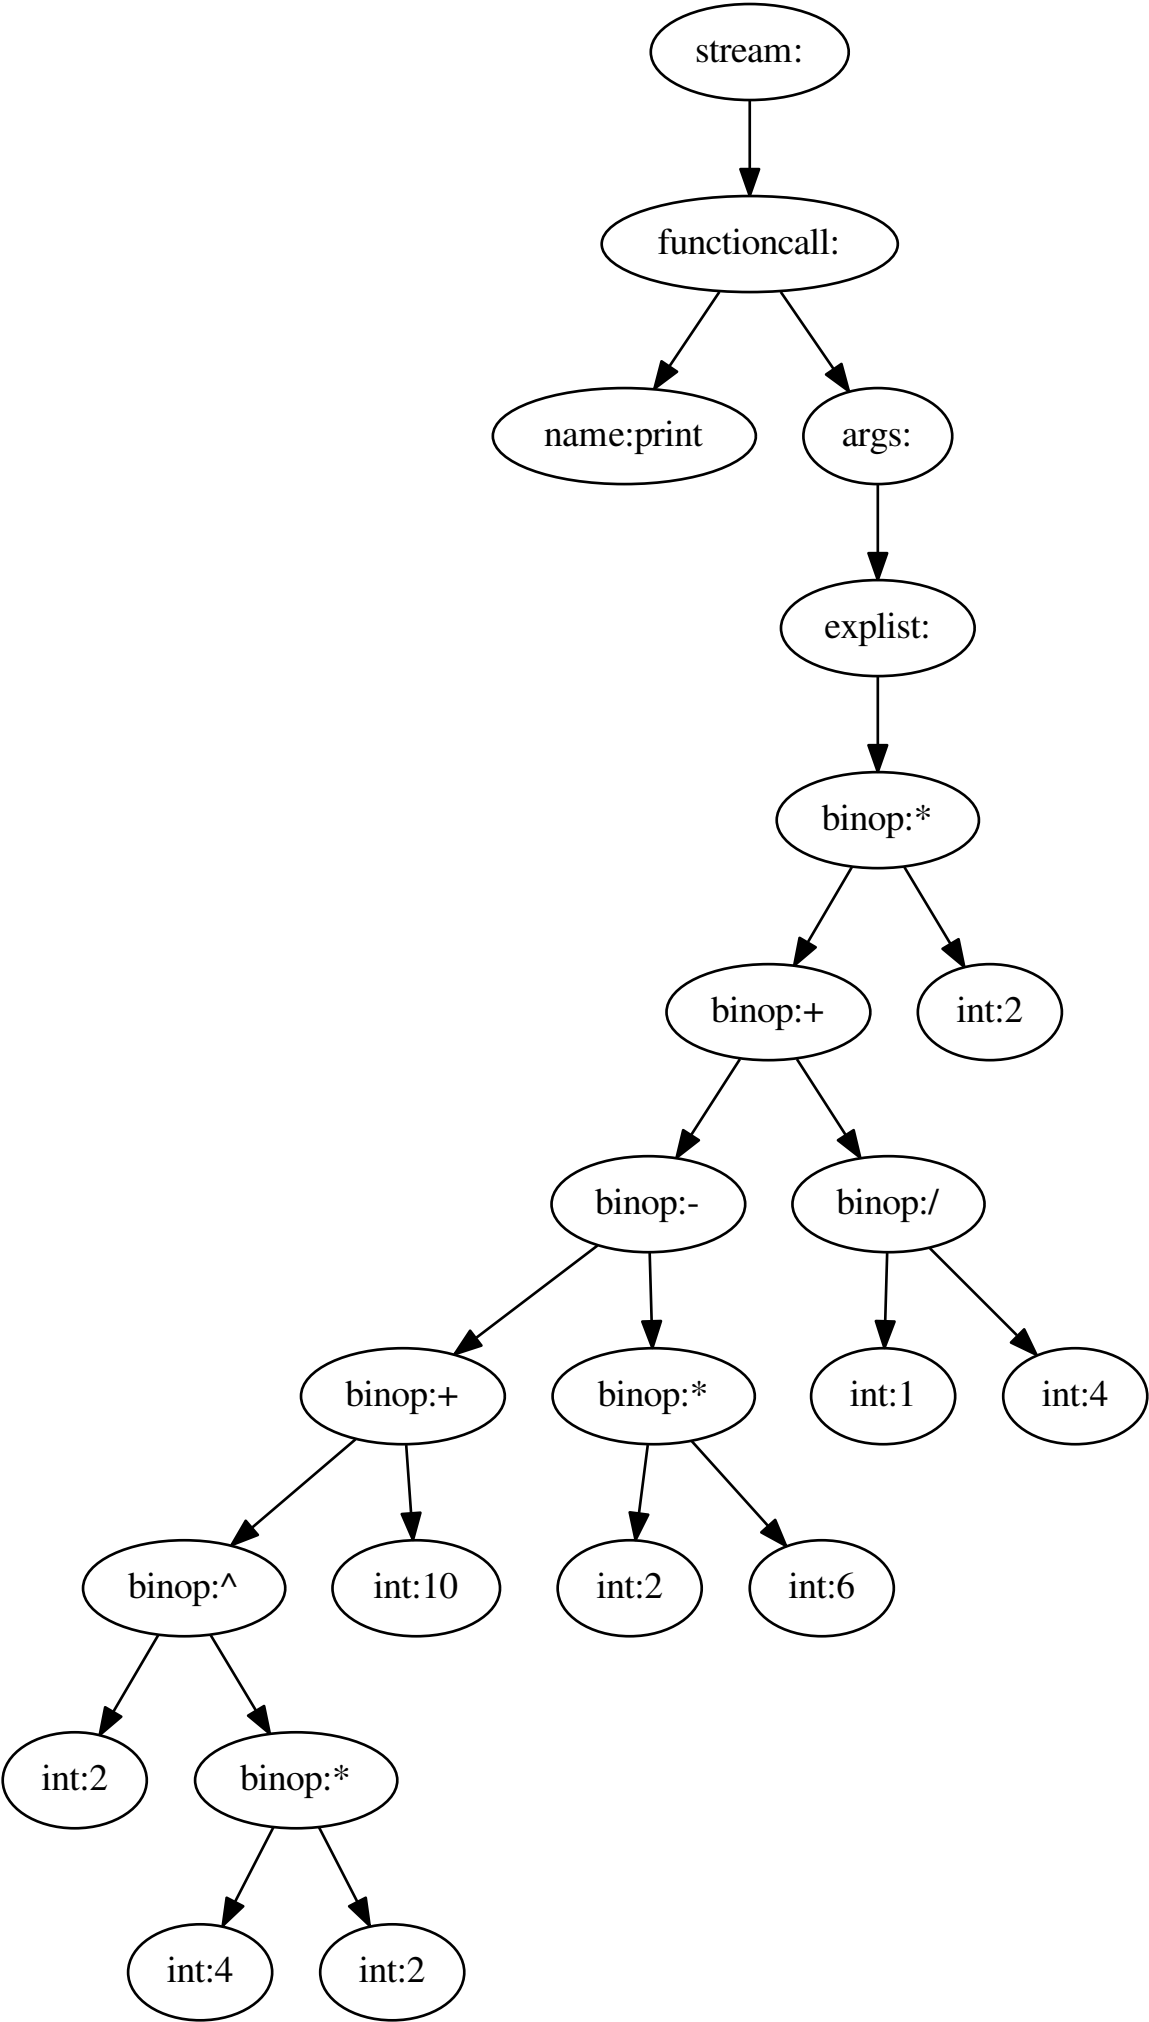 stream:
functioncall:
name:print
args:
explist:
binop:*
binop:+
int:2
binop:-
binop:/
binop:+
binop:*
int:1
int:4
binop:^
int:10
int:2
int:6
int:2
binop:*
int:4
int:2